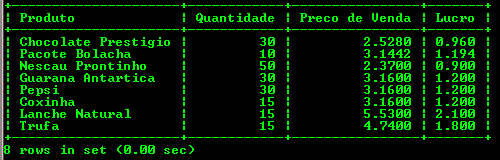 Produto | Quantidade | Preco de Venda | Lucro
Chocolate Prestigio | 30 | 2.5280 | 0.960
Pacote Bolacha | 10 | 3.1442 | 1.194
Nescau Prontinho | 50 | 2.3700 | 0.900
Guarana Antartica | 30 | 3.1600 | 1.200
Pepsi | 30 | 3.1600 | 1.200
Coxinha | 15 | 3.1600 | 1.200
Lanche Natural | 15 | 5.5300 | 2.100
Trufa | 15 | 4.7400 | 1.800
8 rows in set (0.00 sec)